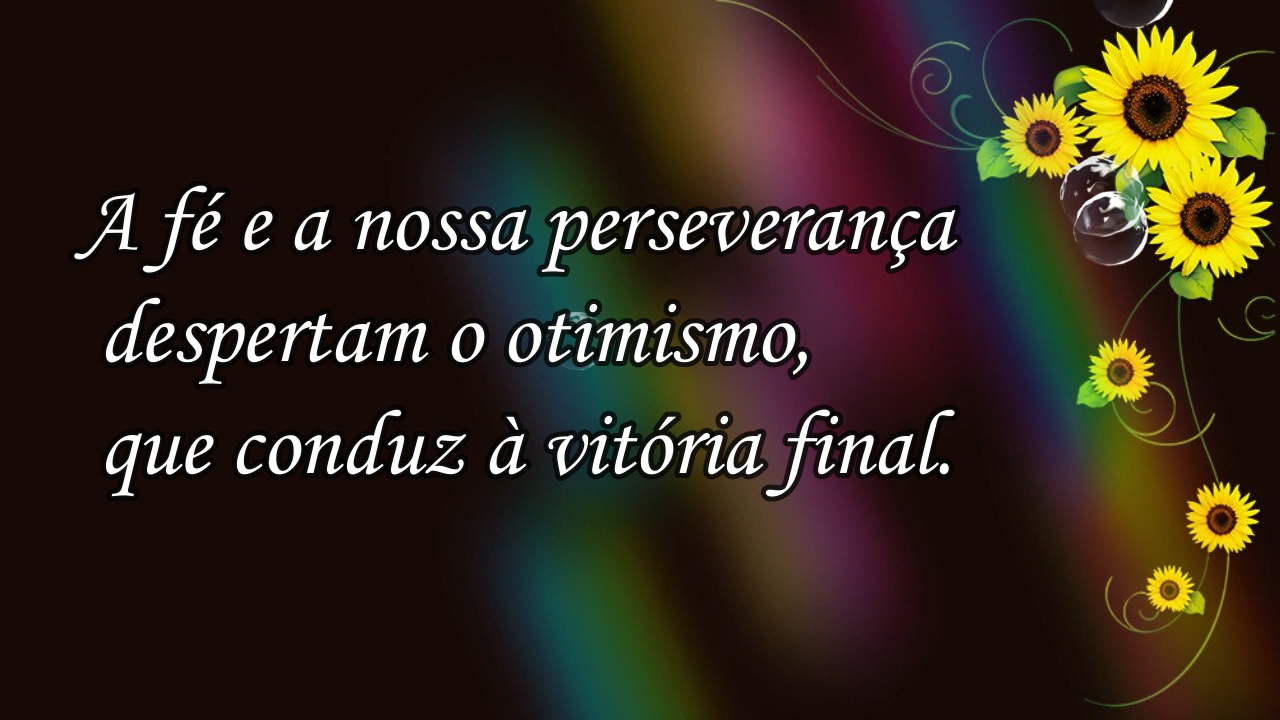 A fé e a nossa perseverança
despertam o otimismo,
que conduz à vitória final.